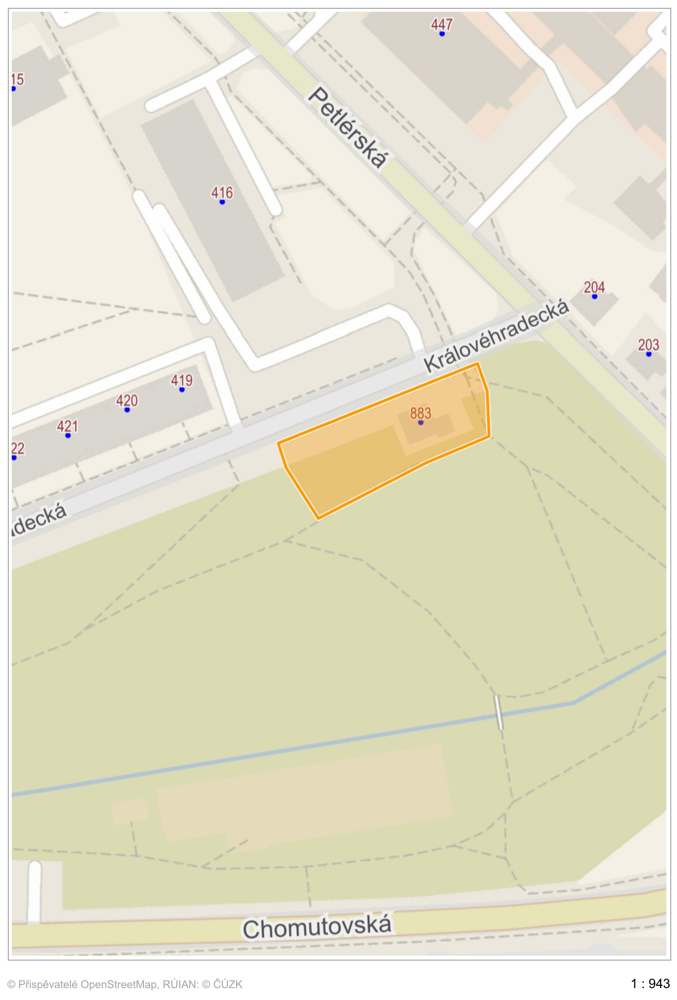 447
15
Petlérská
416
204
Královéhradecká
203
419
420
883
421
22
adecká
Chomutovská
© Přispěvatelé OpenStreetMap, RÚIAN: © ČÚZK
1 : 943